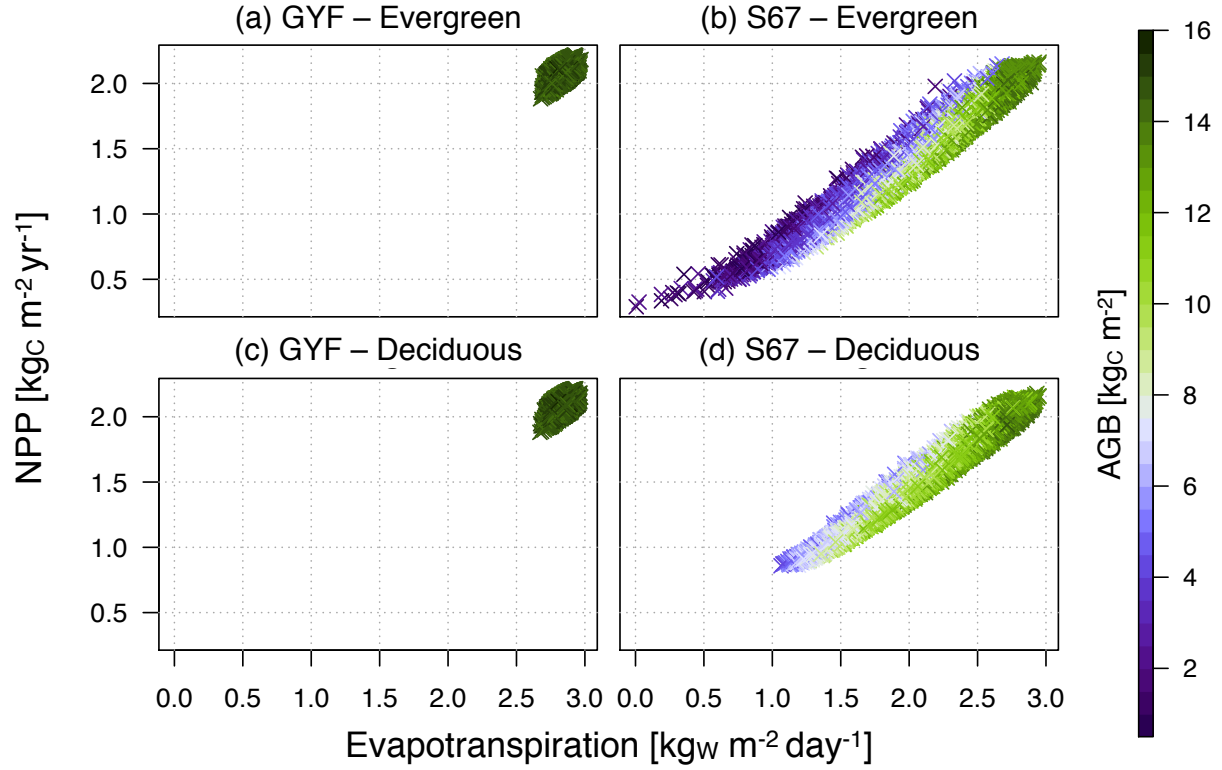 (a) GYF – Evergreen
(b) S67 – Evergreen
2.0
1.5
1.0
0.5
(c) GYF – Deciduous
(d) S67 – Deciduous
2.0
1.5
1.0
0.5
0.0 0.5 1.0 1.5 2.0 2.5 3.0
0.0 0.5 1.0 1.5 2.0 2.5 3.0
Evapotranspiration [kgW m-2 day-1]
NPP [kgC m-2 yr-1]
AGB [kgC m-2]
16
14
12
10
8
6
4
2